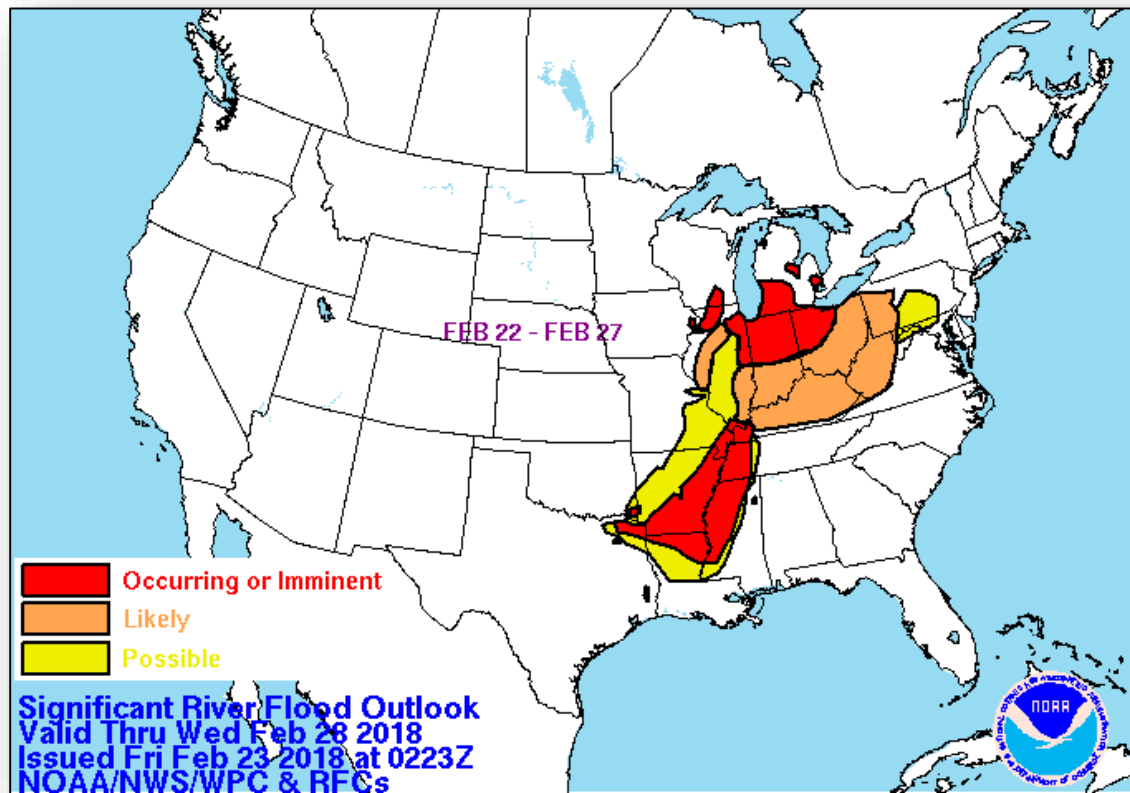 FEB 22 - FEB 27
Occurring or Imminent
Likely
Possible
Significant River Flood Outlook
Valid Thru Wed Feb 28 2018
Issued Fri Feb 23 2018 at 0223Z
NOAA/NWS/WPC & RFCs
NOAA